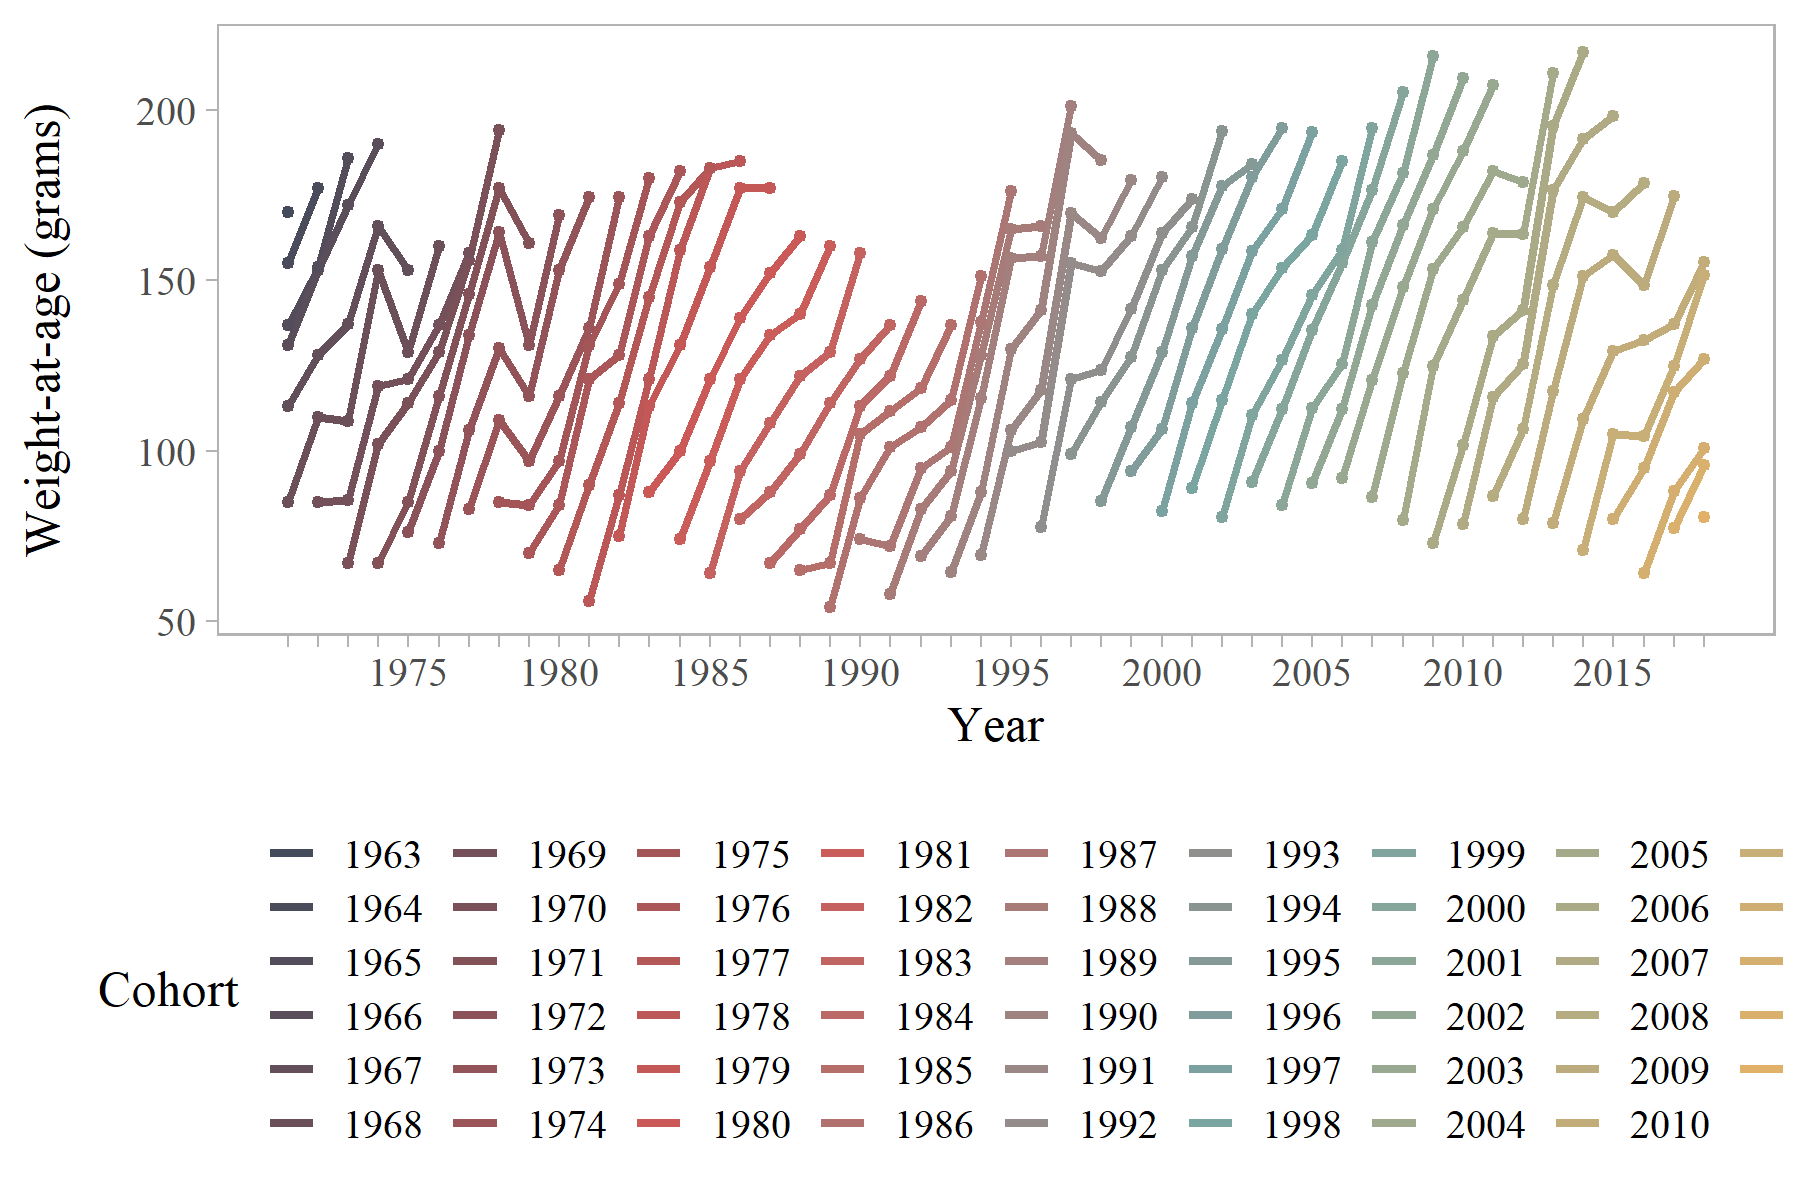 Weight-at-age (grams)
200
150
100
50
1975 1980 1985 1990 1995 2000 2005 2010 2015
Year
Cohort
1963 1969 1975 1981 1987 1993 1999 2005
1964 1970 1976 1982 1988 1994 2000 2006
1965 1971 1977 1983 1989 1995 2001 2007
1966 1972 1978 1984 1990 1996 2002 2008
1967 1973 1979 1985 1991 1997 2003 2009
1968 1974 1980 1986 1992 1998 2004 2010